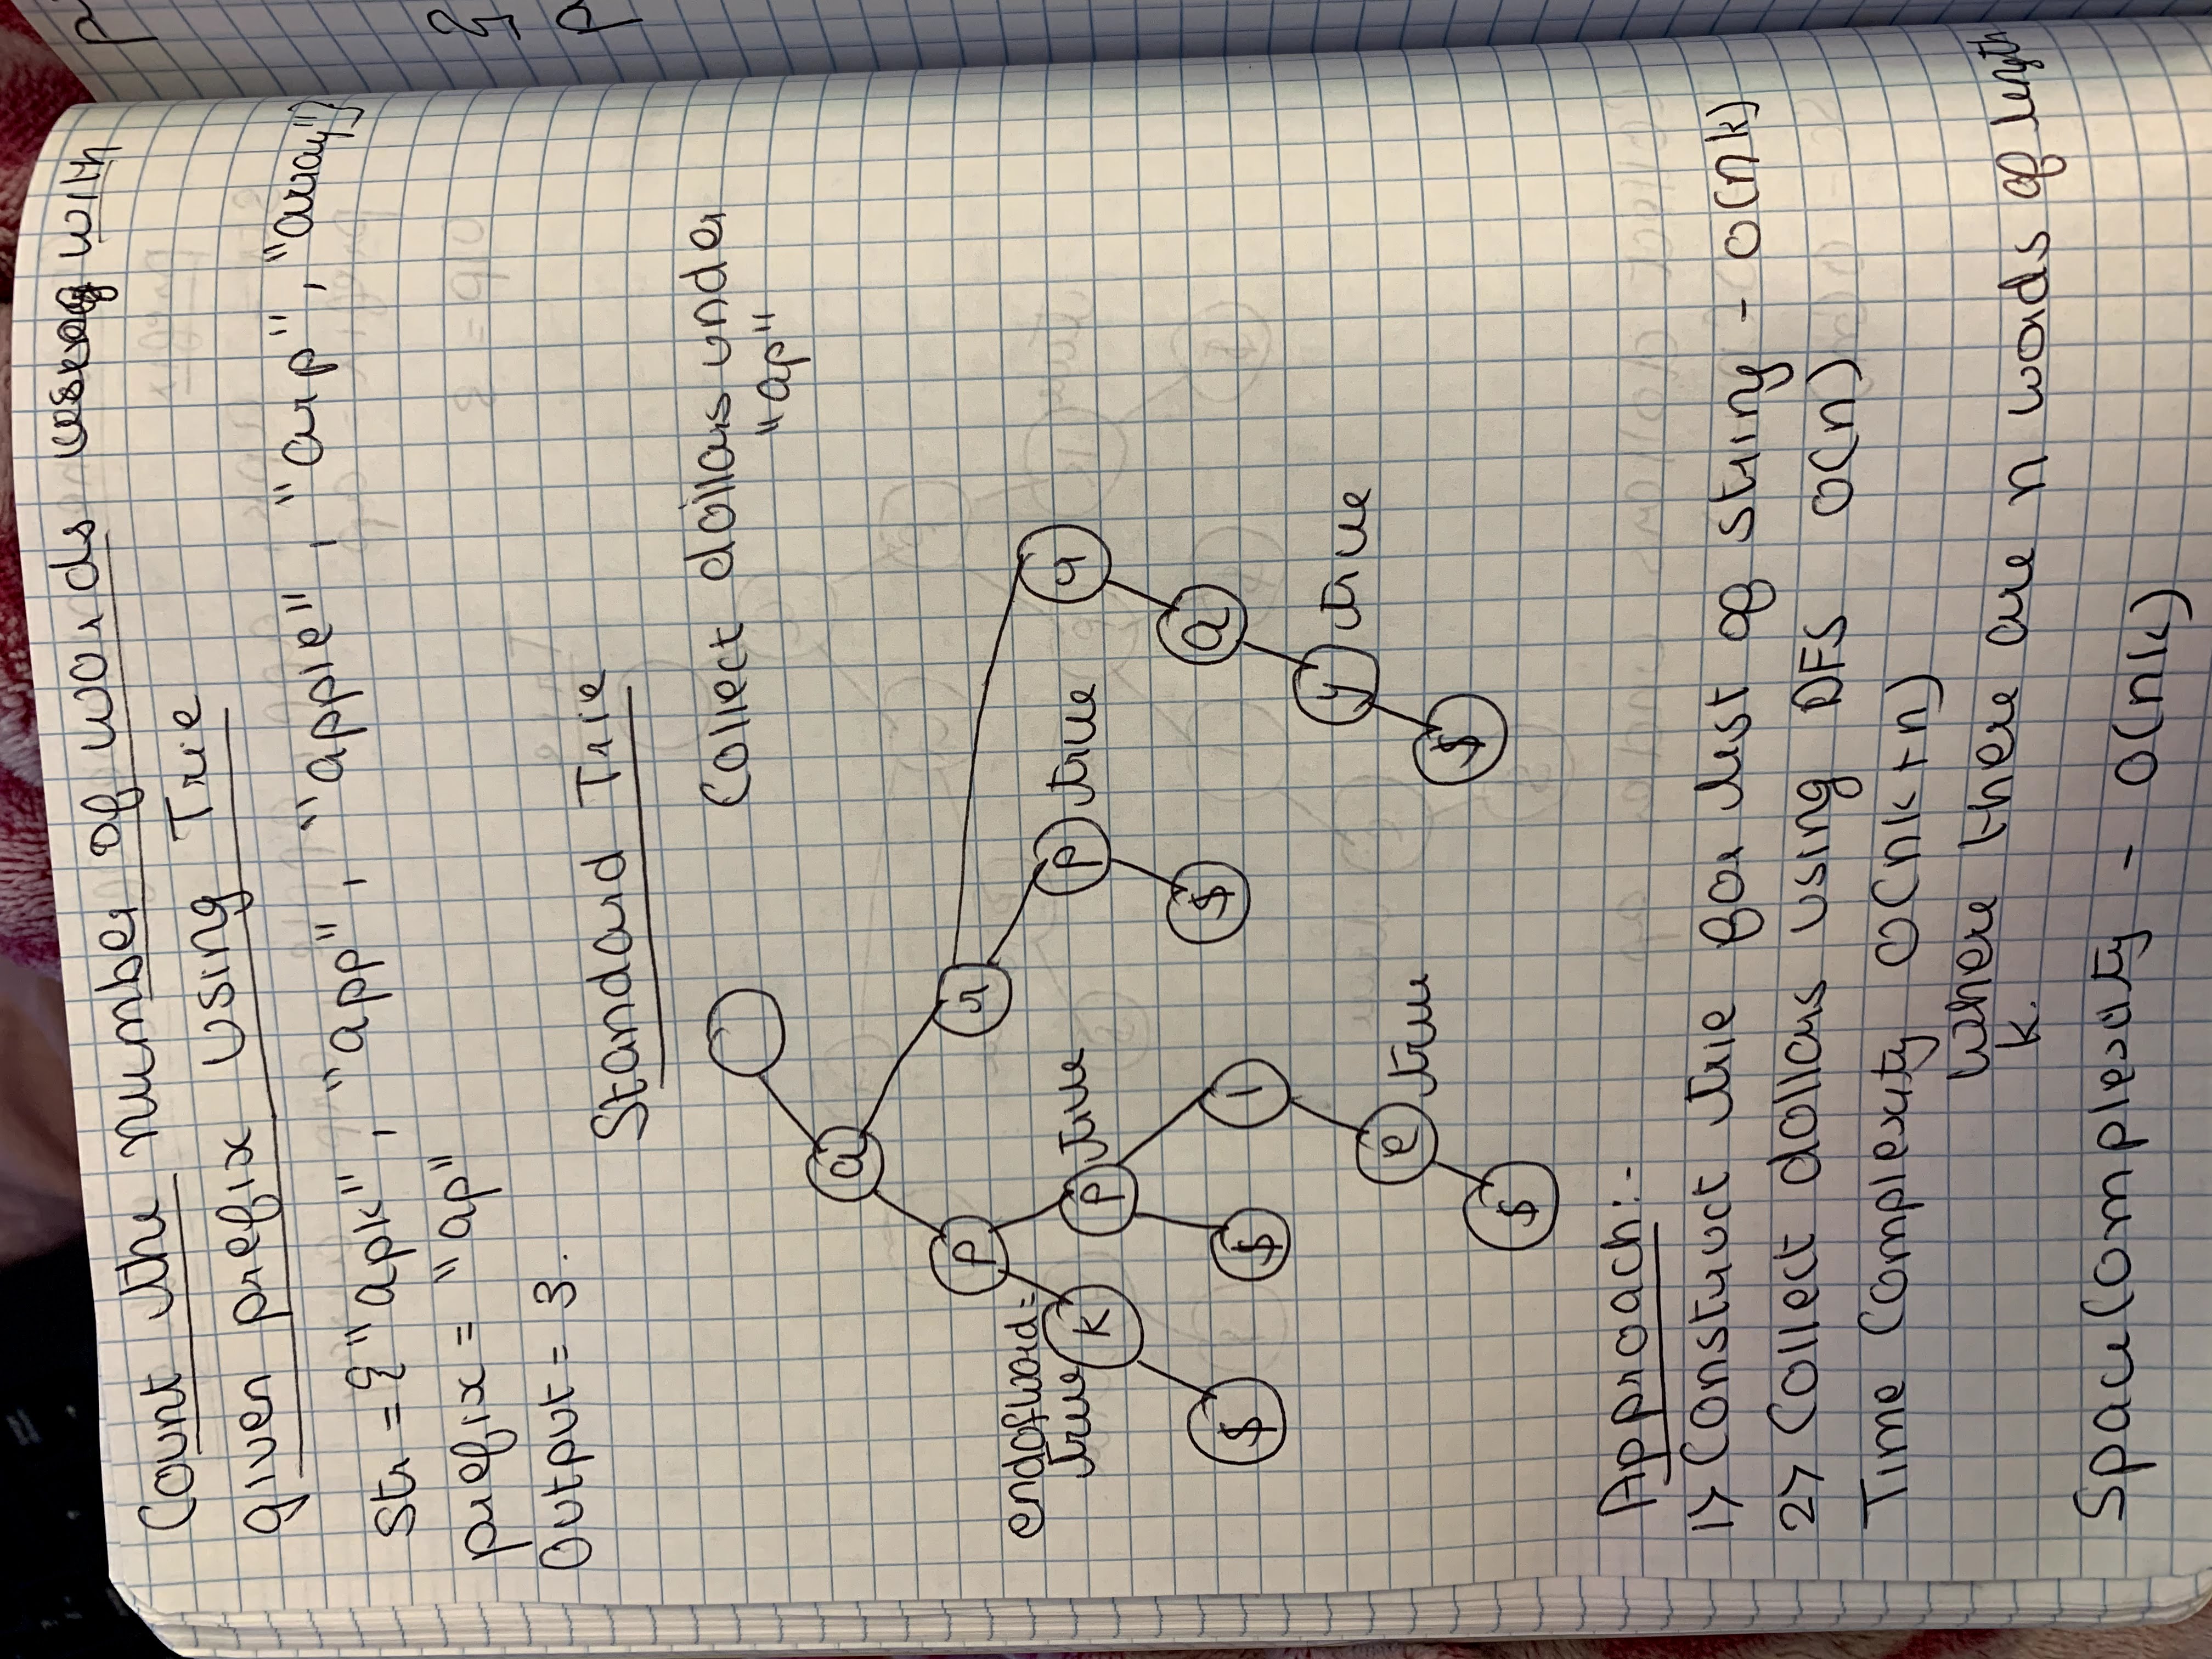 Count the number of words with
given prefix using Trie
Str = {"apk", "app", "apple", "arp", "array"}
prefix = "ap"
Output = 3.
Standard Trie
Collect dollars under
"ap"
a
p r
endofword=
true k p true p true r
$ $ l $ a
y true
e true
$
$
Approach:-
1> Construct trie for list of string - O(nk)
2> Collect dollars using DFS O(n)
Time Complexity O(nk+n)
where there are n words of length
k.
Space Complexity - O(nk)